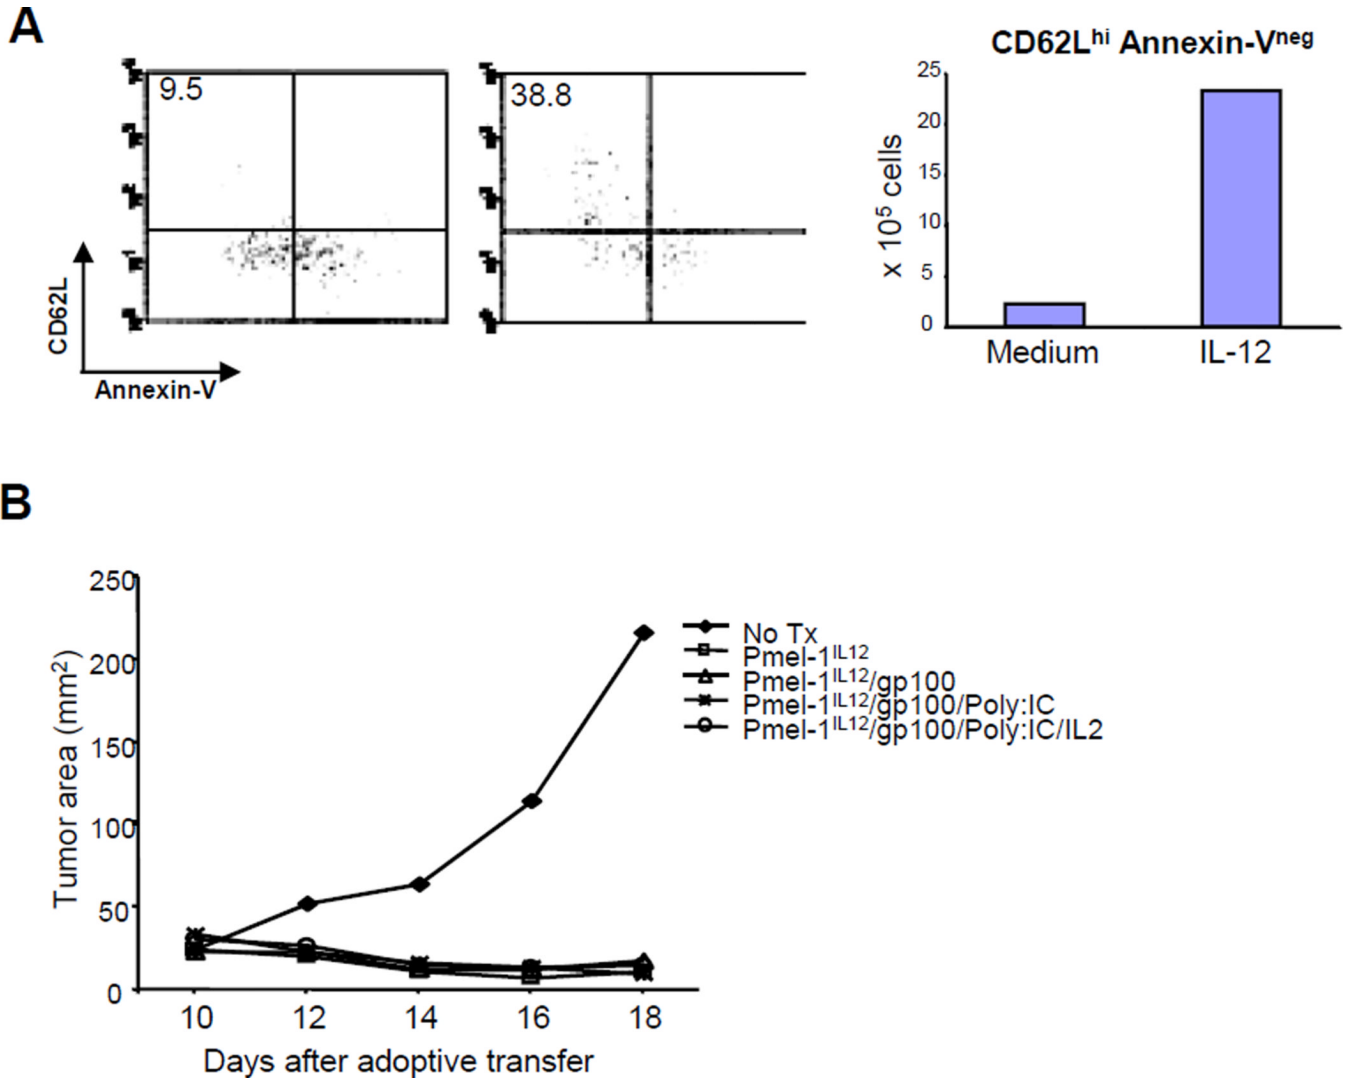 A
9.5
38.8
CD62L
Annexin-V
CD62Lhi Annexin-Vneg
x 10⁵ cells
25
20
15
10
5
0
Medium IL-12
B
Tumor area (mm²)
250
200
150
100
50
0
10 12 14 16 18
Days after adoptive transfer
No Tx
Pmel-1IL12
Pmel-1IL12/gp100
Pmel-1IL12/gp100/Poly:IC
Pmel-1IL12/gp100/Poly:IC/IL2